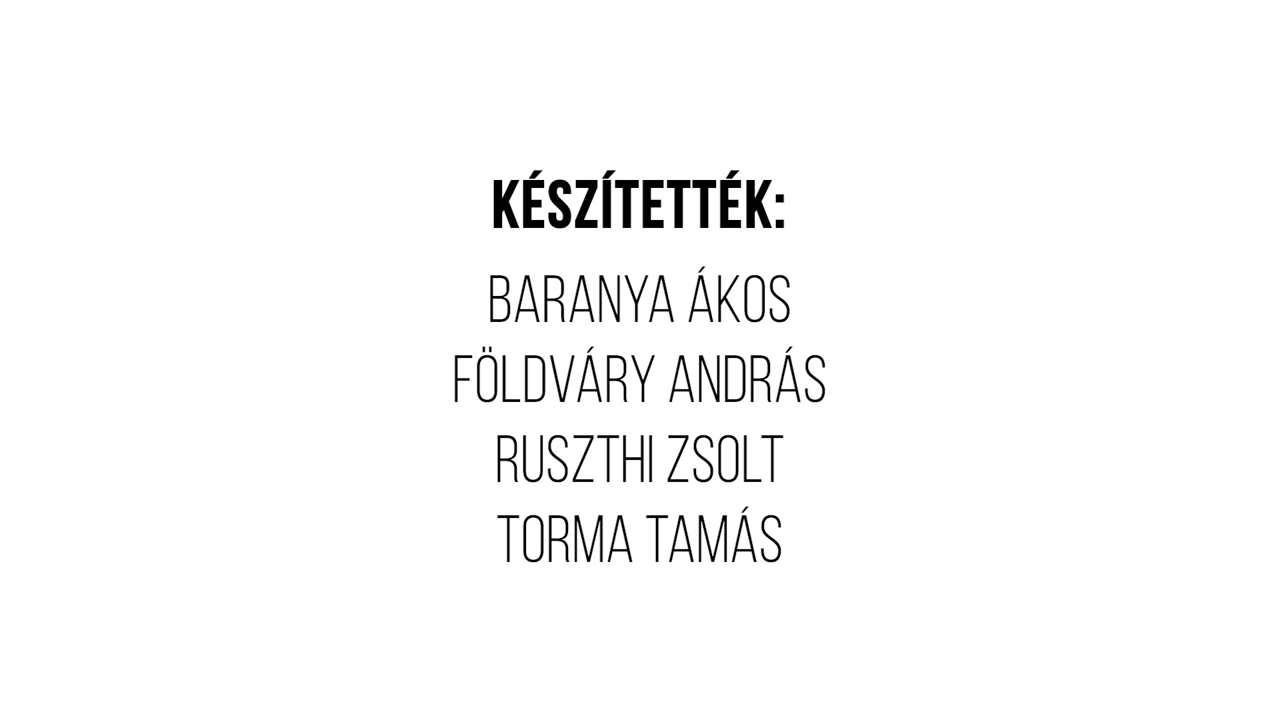 KÉSZÍTETTÉK:
BARANYA ÁKOS
FÖLDVÁRY ANDRÁS
RUSZTHI ZSOLT
TORMA TAMÁS